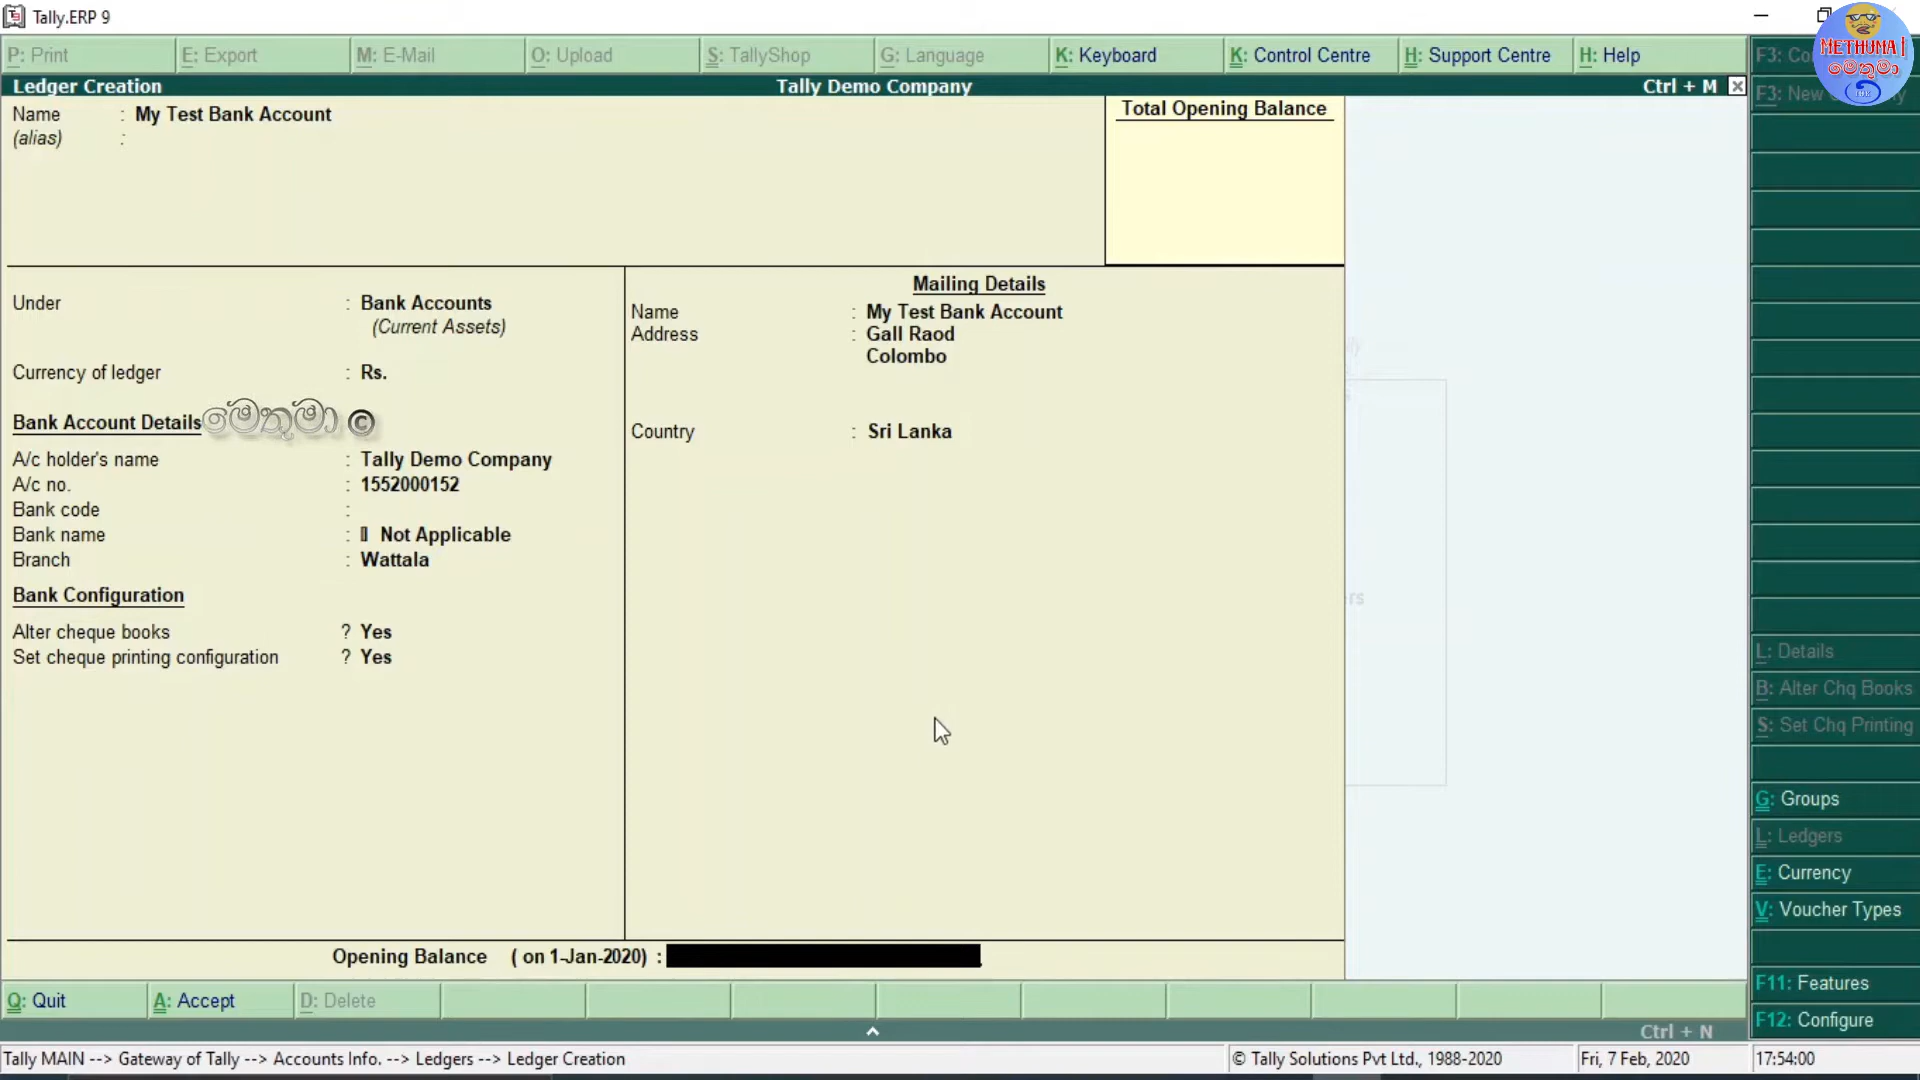 Tally.ERP 9
P: Print E: Export M: E-Mail O: Upload S: TallyShop G: Language K: Keyboard K: Control Centre H: Support Centre H: Help
METHUMA
මෙතුමා
Ledger Creation Tally Demo Company Ctrl + M
F3: New
Name : My Test Bank Account
(alias) :
Total Opening Balance
Under : Bank Accounts
(Current Assets)
Currency of ledger : Rs.
Bank Account Details
මේතුමා ©
A/c holder's name : Tally Demo Company
A/c no. : 1552000152
Bank code :
Bank name : Not Applicable
Branch : Wattala
Bank Configuration
Alter cheque books ? Yes
Set cheque printing configuration ? Yes
Mailing Details
Name : My Test Bank Account
Address : Gall Raod
Colombo
Country : Sri Lanka
Opening Balance ( on 1-Jan-2020) :
L: Details
B: Alter Chq Books
S: Set Chq Printing
G: Groups
L: Ledgers
E: Currency
V: Voucher Types
F11: Features
F12: Configure
Q: Quit A: Accept D: Delete
Ctrl + N
Tally MAIN --> Gateway of Tally --> Accounts Info. --> Ledgers --> Ledger Creation © Tally Solutions Pvt Ltd., 1988-2020 Fri, 7 Feb, 2020 17:54:00